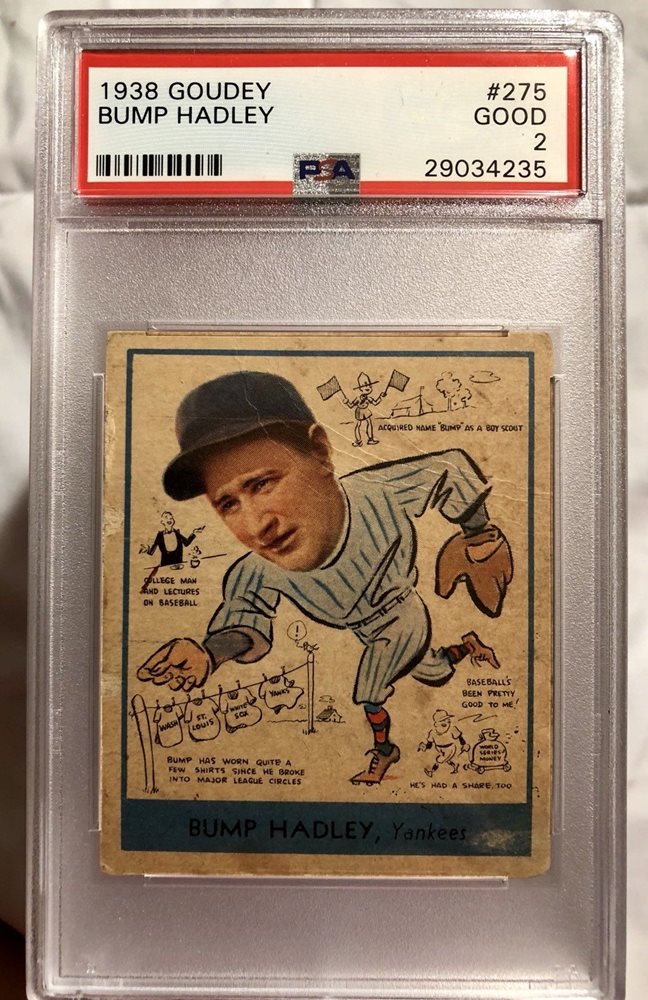 1938 GOUDEY #275
BUMP HADLEY GOOD
2
PSA 29034235
ACQUIRED NAME "BUMP" AS A BOY SCOUT
COLLEGE MAN
AND LECTURES
ON BASEBALL
!
WASH
ST.
LOUIS
WHITE
SOX
YANKS
BASEBALL'S
BEEN PRETTY
GOOD TO ME!
WORLD
SERIES
MONEY
BUMP HAS WORN QUITE A
FEW SHIRTS SINCE HE BROKE
INTO MAJOR LEAGUE CIRCLES
HE'S HAD A SHARE, TOO
BUMP HADLEY, Yankees